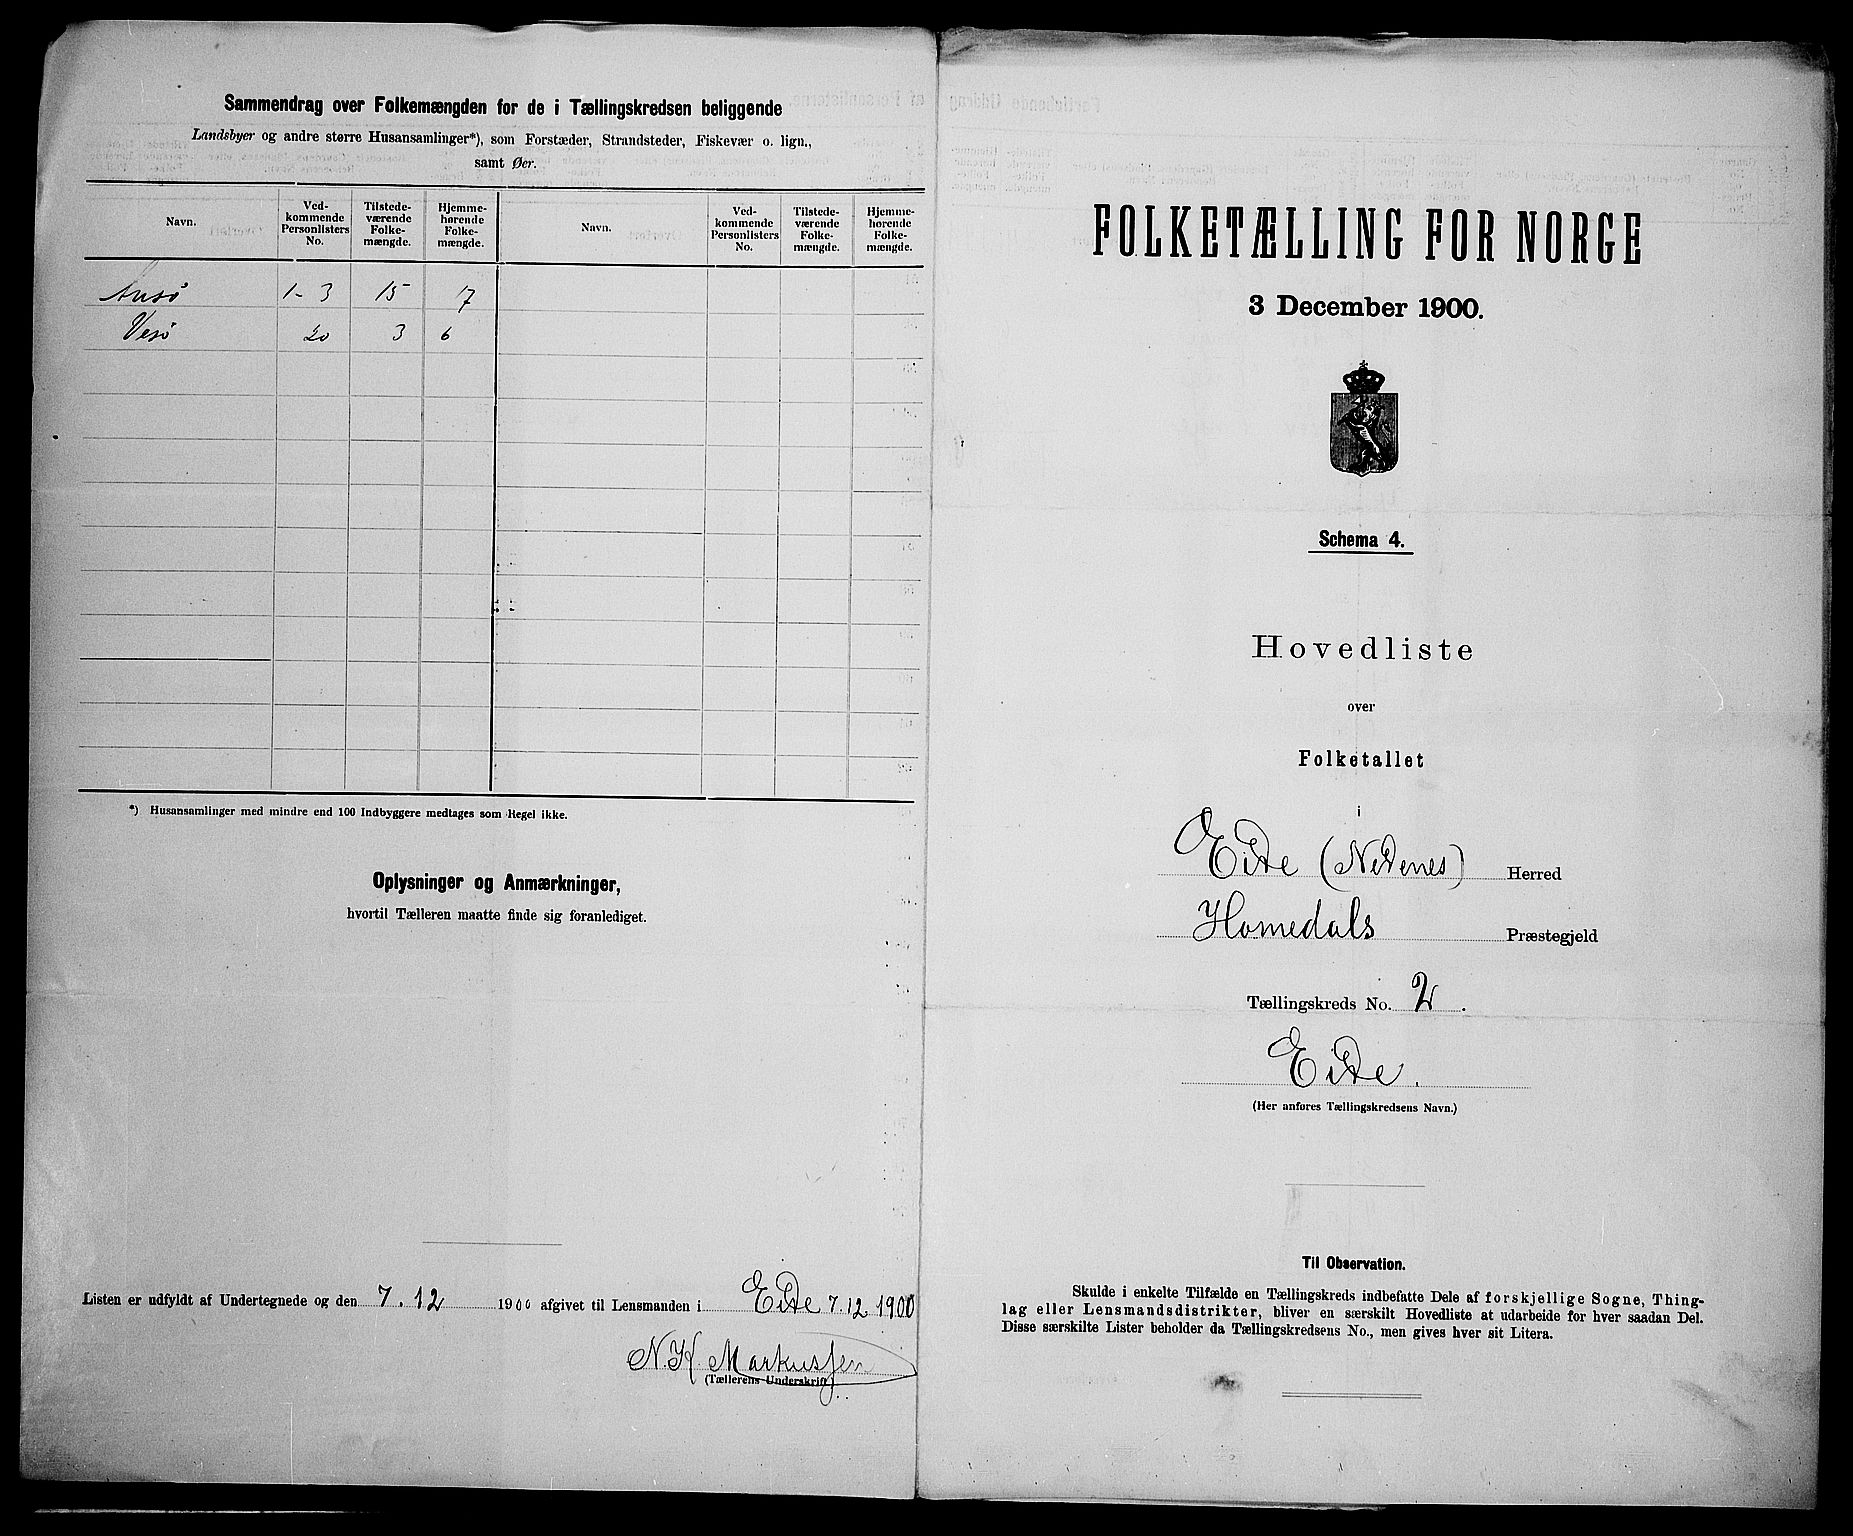 Sammendrag over Folkemængden for de i Tællingskredsen beliggende
Landsbyer og andre større Husansamlinger*), som Forstæder, Strandsteder, Fiskevær o. lign.,
samt Øer.
Navn. Ved-kommende Personlisters No. Tilstede-værende Folke-mængde. Hjemme-hørende Folke-mængde. Navn. Ved-kommende Personlisters No. Tilstede-værende Folke-mængde. Hjemme-hørende Folke-mængde.
1-3 15 17
Vesø 20 3 6
*) Husansamlinger med mindre end 100 Indbyggere medtages som Regel ikke.
Oplysninger og Anmærkninger,
hvortil Tælleren maatte finde sig foranlediget.
Listen er udfyldt af Undertegnede og den 7.12 1900 afgivet til Lensmanden i Eide 7.12 1900
N. K. Markussen
(Tællerens Underskrift)
FOLKETÆLLING FOR NORGE
3 December 1900.
Schema 4.
Hovedliste
over
Folketallet
i
Eide (Nedenes) Herred
Homedals Præstegjeld
Tællingskreds No. 2.
Eide.
(Her anføres Tællingskredsens Navn.)
Til Observation.
Skulde i enkelte Tilfælde en Tællingskreds indbefatte Dele af forskjellige Sogne, Thing-
lag eller Lensmandsdistrikter, bliver en særskilt Hovedliste at udarbeide for hver saadan Del.
Disse særskilte Lister beholder da Tællingskredsens No., men gives hver sit Litera.